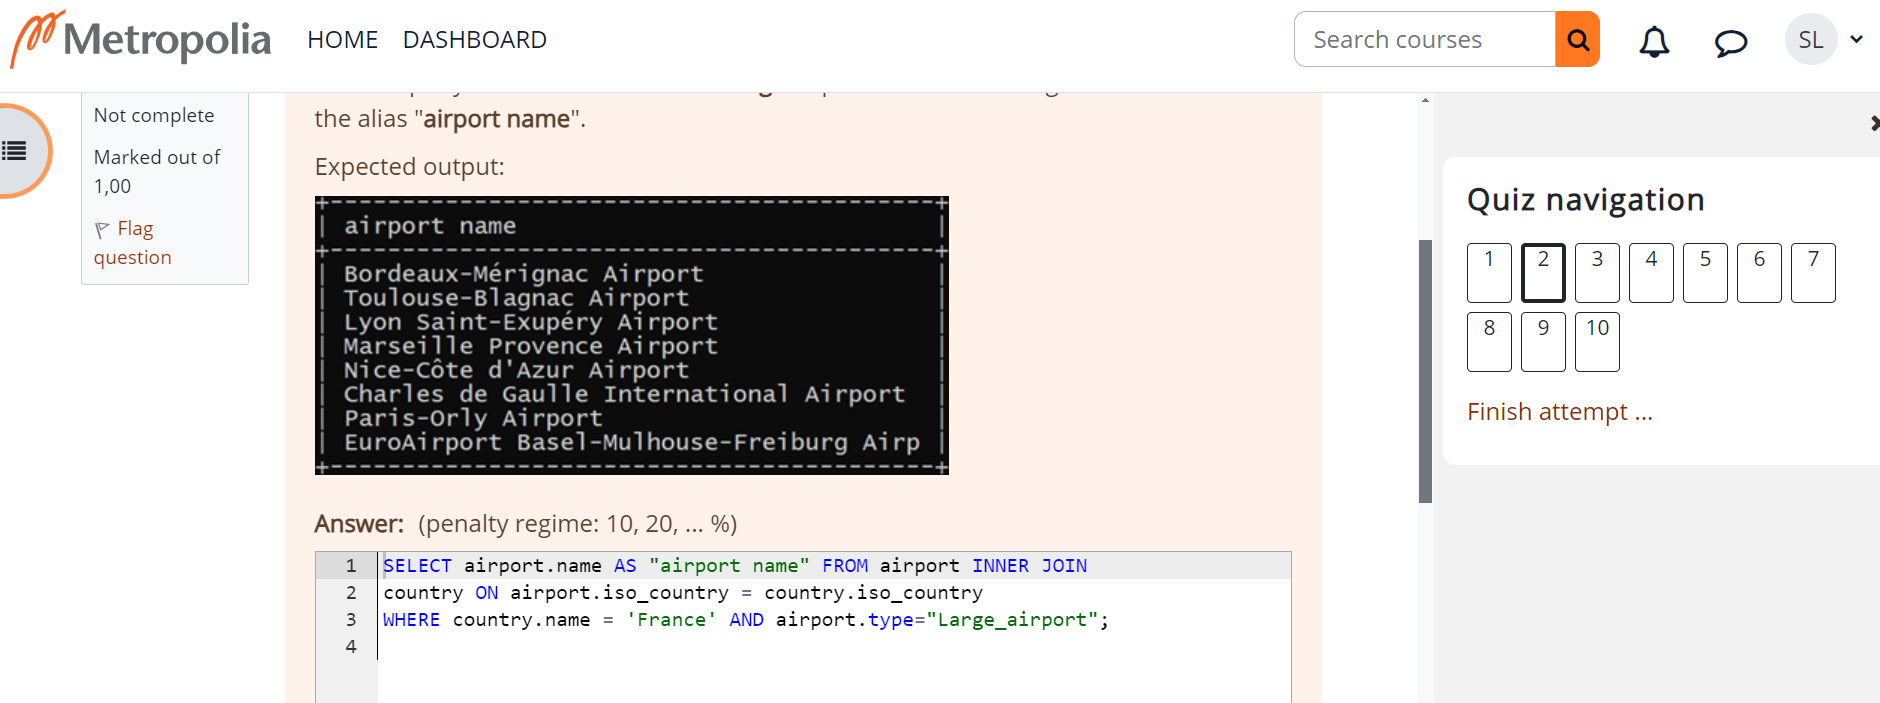 Metropolia HOME DASHBOARD
Search courses
SL
Not complete
Marked out of
1,00
Flag
question
the alias "airport name".
Expected output:
+------------------------------------------+
| airport name |
+------------------------------------------+
| Bordeaux-Mérignac Airport |
| Toulouse-Blagnac Airport |
| Lyon Saint-Exupéry Airport |
| Marseille Provence Airport |
| Nice-Côte d'Azur Airport |
| Charles de Gaulle International Airport |
| Paris-Orly Airport |
| EuroAirport Basel-Mulhouse-Freiburg Airp |
+------------------------------------------+
Answer: (penalty regime: 10, 20, ... %)
1 SELECT airport.name AS "airport name" FROM airport INNER JOIN
2 country ON airport.iso_country = country.iso_country
3 WHERE country.name = 'France' AND airport.type="Large_airport";
4
Quiz navigation
1 2 3 4 5 6 7
8 9 10
Finish attempt ...